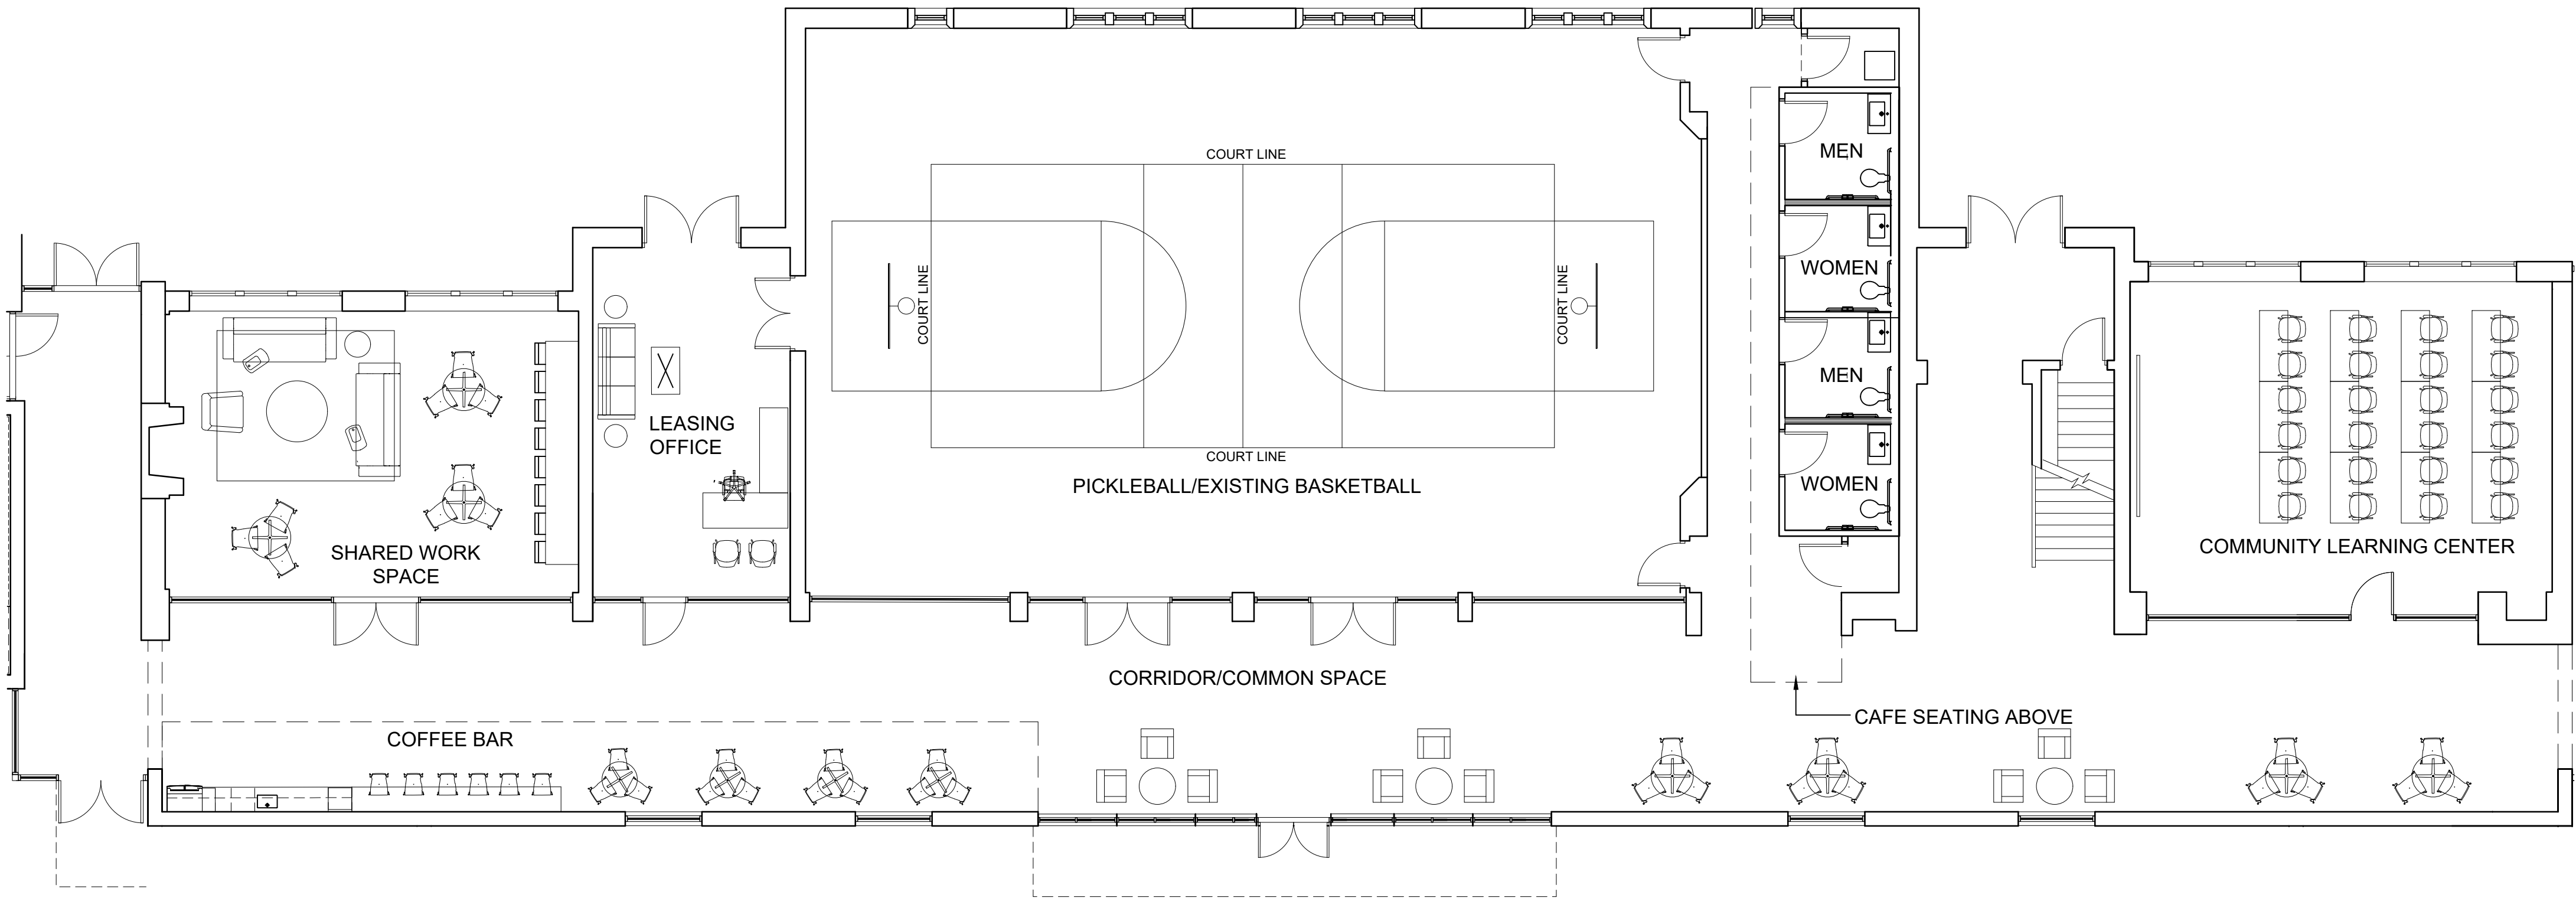 COURT LINE
MEN
WOMEN
COURT LINE
COURT LINE
MEN
LEASING
OFFICE
COURT LINE
PICKLEBALL/EXISTING BASKETBALL
WOMEN
SHARED WORK
SPACE
COMMUNITY LEARNING CENTER
CORRIDOR/COMMON SPACE
CAFE SEATING ABOVE
COFFEE BAR